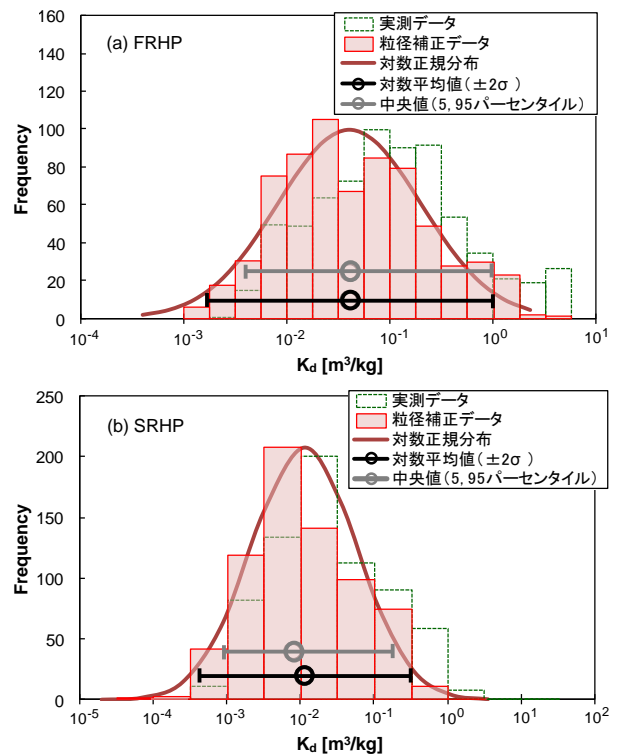 (a) FRHP
実測データ
粒径補正データ
対数正規分布
対数平均値(±2σ )
中央値(5, 95パーセンタイル)
Frequency
160
140
120
100
80
60
40
20
0
10⁻⁴ 10⁻³ 10⁻² 10⁻¹ 10⁰ 10¹
K_d [m³/kg]
(b) SRHP
実測データ
粒径補正データ
対数正規分布
対数平均値(±2σ )
中央値(5, 95パーセンタイル)
Frequency
250
200
150
100
50
0
10⁻⁵ 10⁻⁴ 10⁻³ 10⁻² 10⁻¹ 10⁰ 10¹ 10²
K_d [m³/kg]